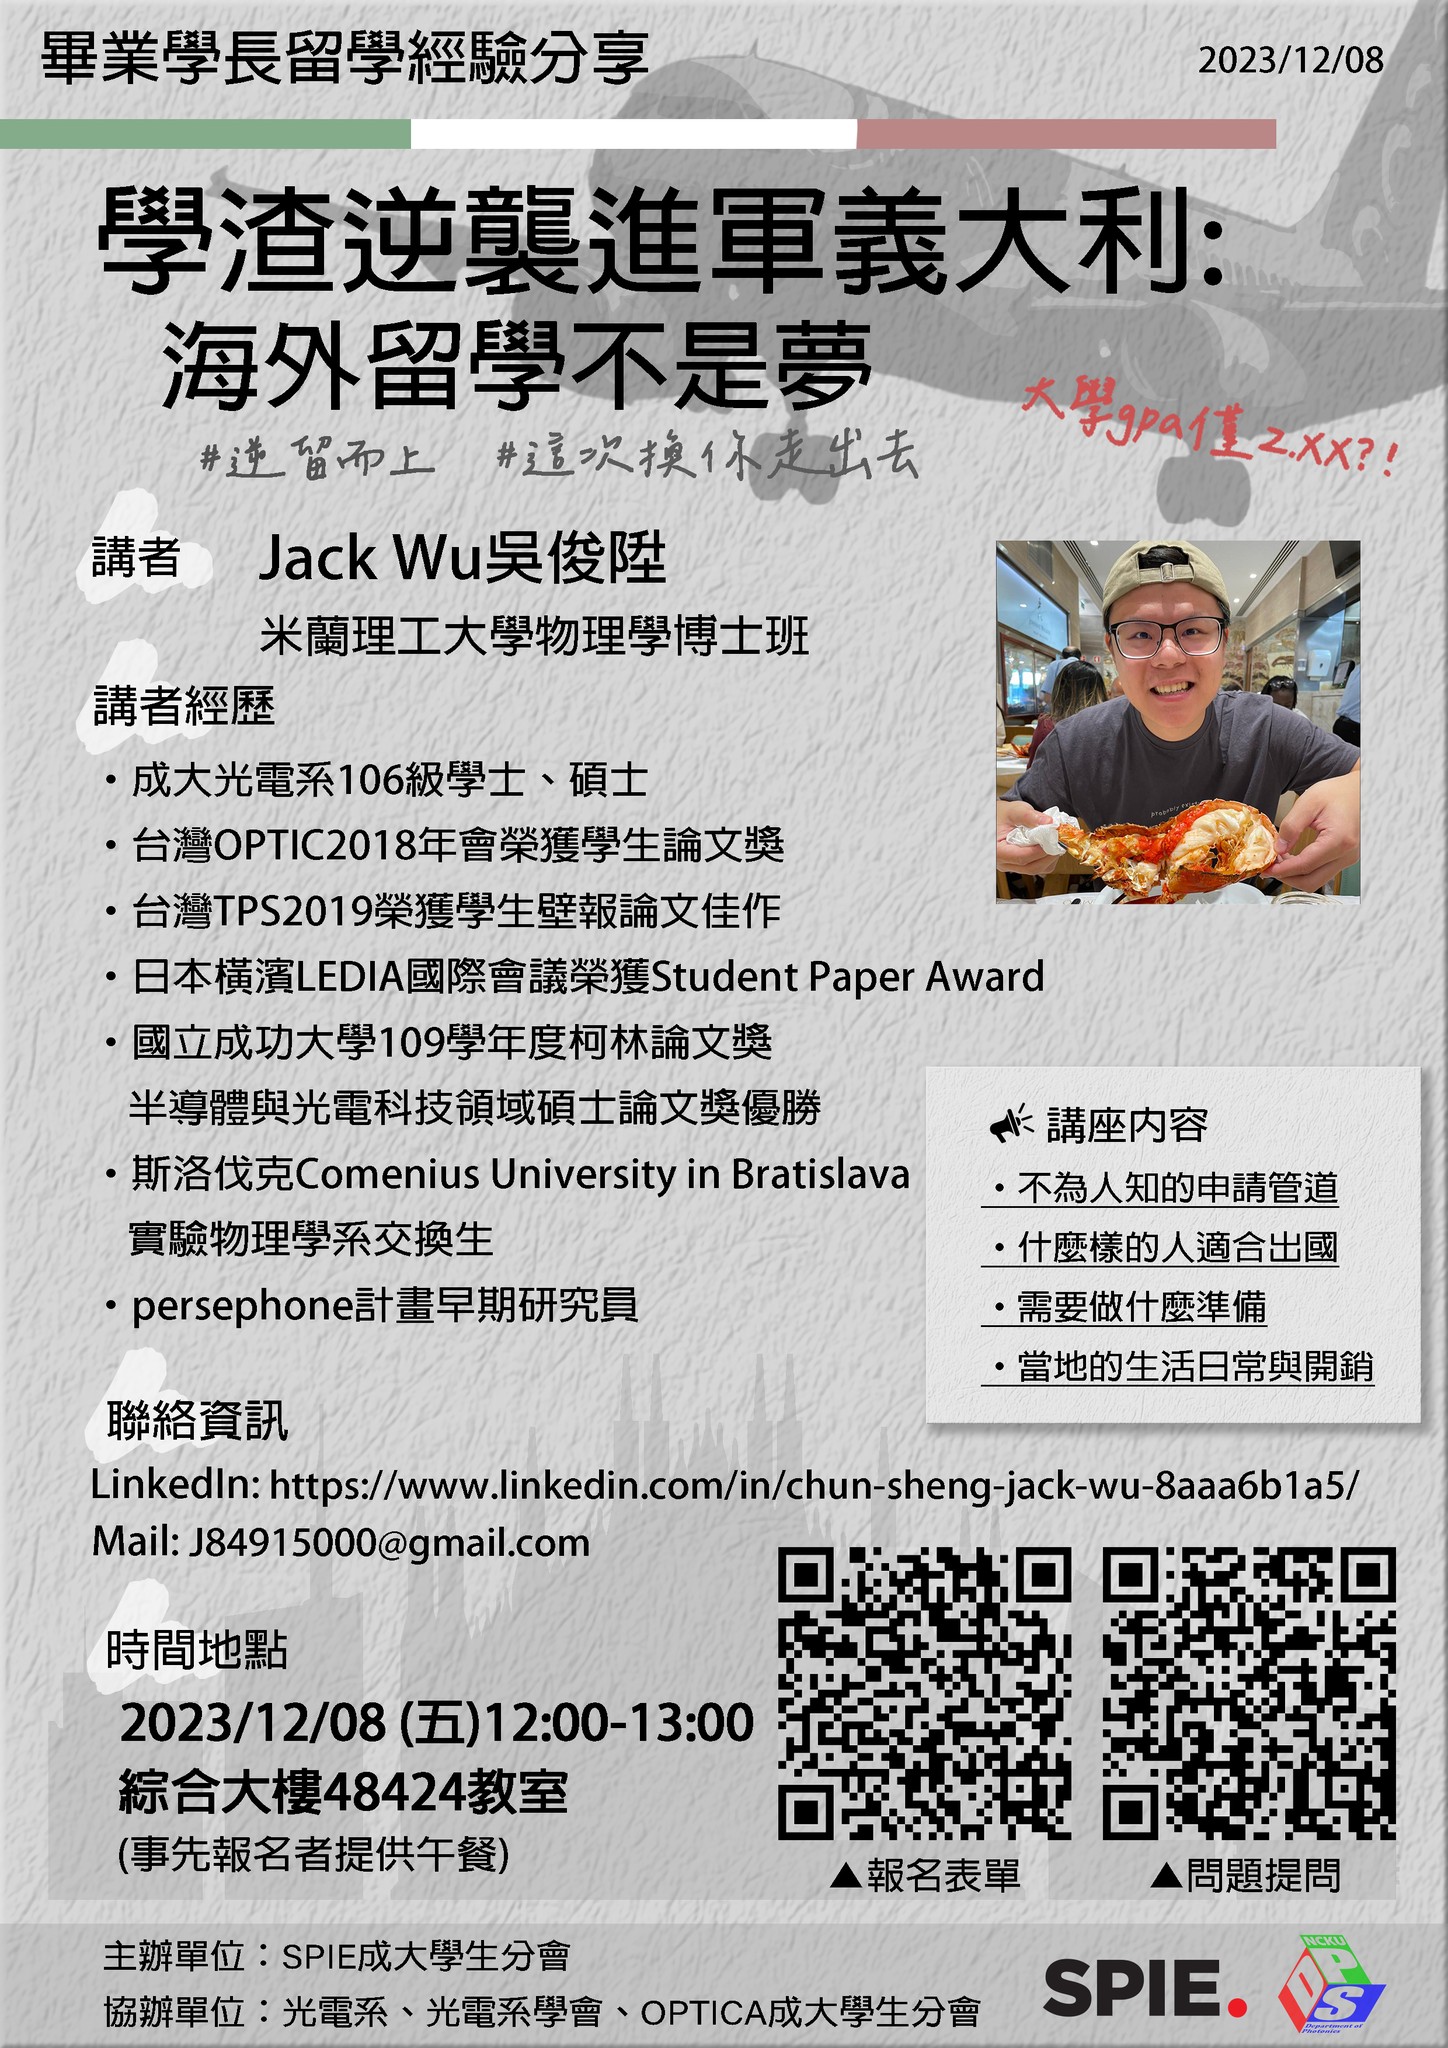 畢業學長留學經驗分享
2023/12/08
學渣逆襲進軍義大利:
海外留學不是夢
#逆留而上 #這次換你走出去
大學gpa僅2.XX?!
講者 Jack Wu吳俊陞
米蘭理工大學物理學博士班
講者經歷
・成大光電系106級學士、碩士
・台灣OPTIC2018年會榮獲學生論文獎
・台灣TPS2019榮獲學生壁報論文佳作
・日本橫濱LEDIA國際會議榮獲Student Paper Award
・國立成功大學109學年度柯林論文獎
半導體與光電科技領域碩士論文獎優勝
・斯洛伐克Comenius University in Bratislava
實驗物理學系交換生
・persephone計畫早期研究員
講座內容
・不為人知的申請管道
・什麼樣的人適合出國
・需要做什麼準備
・當地的生活日常與開銷
聯絡資訊
LinkedIn: https://www.linkedin.com/in/chun-sheng-jack-wu-8aaa6b1a5/
Mail: J84915000@gmail.com
時間地點
2023/12/08 (五)12:00-13:00
綜合大樓48424教室
(事先報名者提供午餐)
▲報名表單
▲問題提問
主辦單位：SPIE成大學生分會
協辦單位：光電系、光電系學會、OPTICA成大學生分會
SPIE.
NCKU
DPS
Department of
Photonics